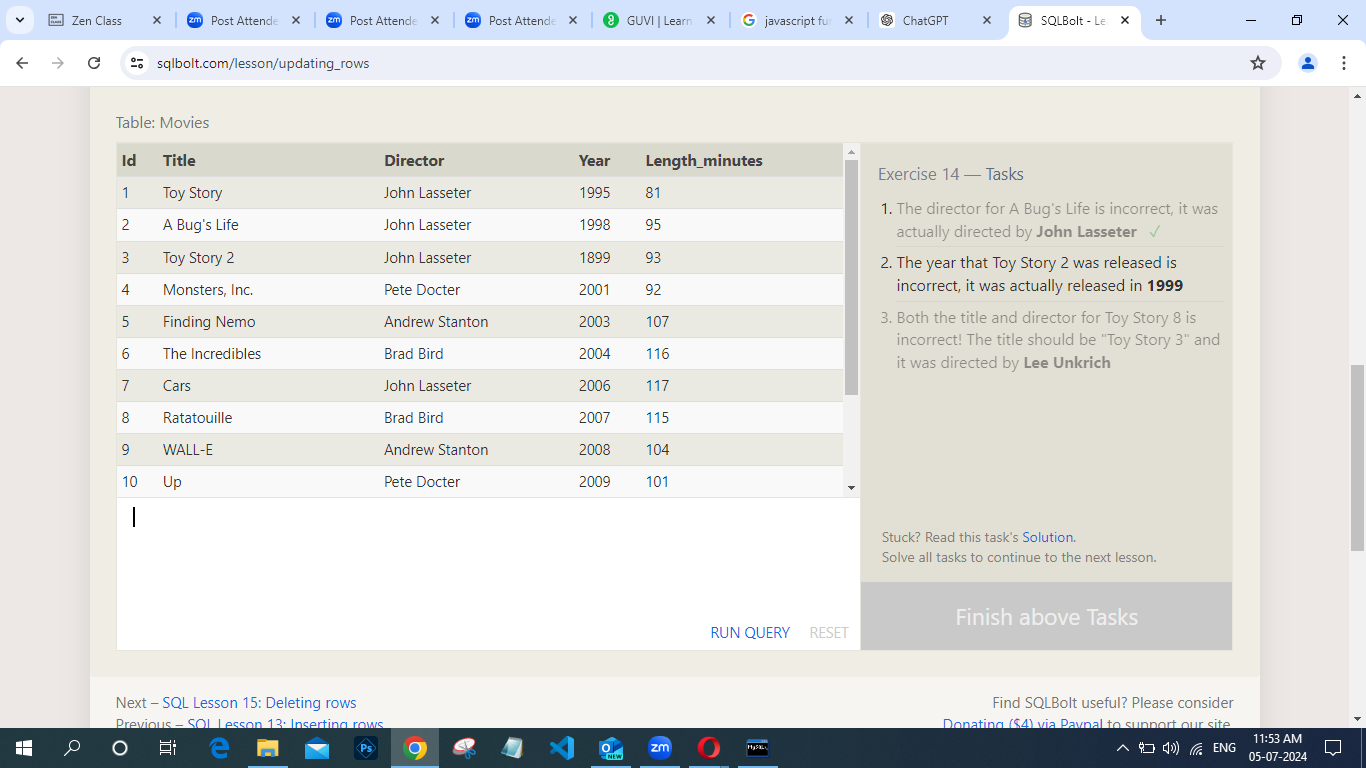 Zen Class
Post Attende
Post Attende
Post Attende
GUVI | Learn
javascript fun
ChatGPT
SQLBolt - Le
sqlbolt.com/lesson/updating_rows
Table: Movies
Id Title Director Year Length_minutes
1 Toy Story John Lasseter 1995 81
2 A Bug's Life John Lasseter 1998 95
3 Toy Story 2 John Lasseter 1899 93
4 Monsters, Inc. Pete Docter 2001 92
5 Finding Nemo Andrew Stanton 2003 107
6 The Incredibles Brad Bird 2004 116
7 Cars John Lasseter 2006 117
8 Ratatouille Brad Bird 2007 115
9 WALL-E Andrew Stanton 2008 104
10 Up Pete Docter 2009 101
RUN QUERY RESET
Exercise 14 — Tasks
1. The director for A Bug's Life is incorrect, it was
actually directed by John Lasseter ✓
2. The year that Toy Story 2 was released is
incorrect, it was actually released in 1999
3. Both the title and director for Toy Story 8 is
incorrect! The title should be "Toy Story 3" and
it was directed by Lee Unkrich
Stuck? Read this task's Solution.
Solve all tasks to continue to the next lesson.
Finish above Tasks
Next – SQL Lesson 15: Deleting rows
Previous – SQL Lesson 13: Inserting rows
Find SQLBolt useful? Please consider
Donating ($4) via Paypal to support our site.
ENG
11:53 AM
05-07-2024